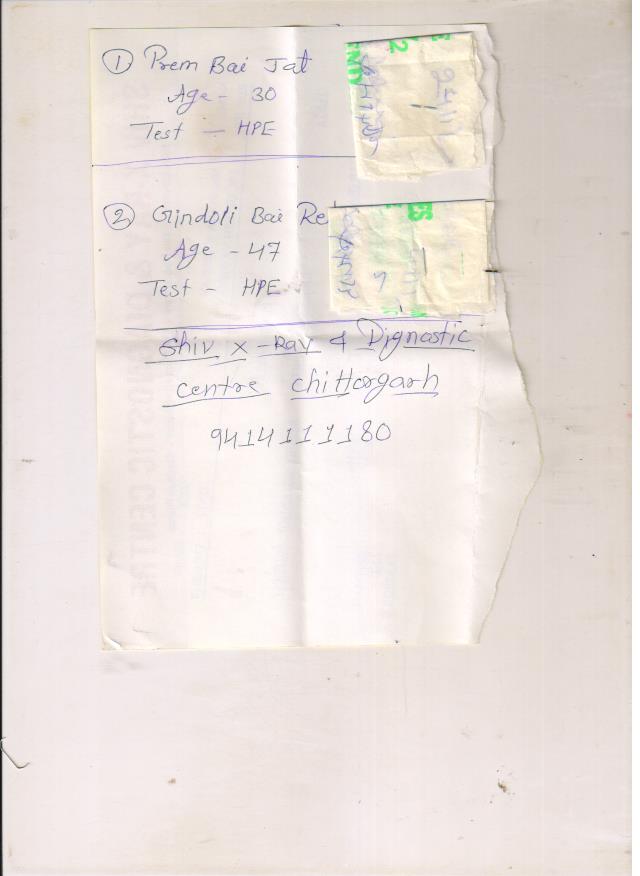 ① Prem Bai Jat
Age - 30
Test - HPE
② Gindoli Bai Re
Age - 47
Test - HPE
Shiv X-Ray & Dignostic
centre chittorgarh
9414111180